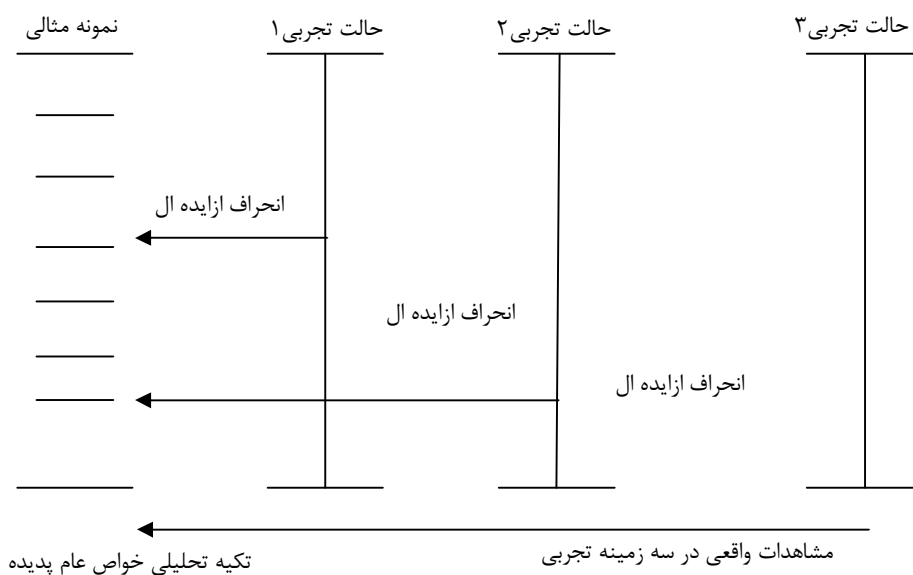 حالت تجربی۳
حالت تجربی۲
حالت تجربی۱
نمونه مثالی
انحراف ازایده ال
انحراف ازایده ال
انحراف ازایده ال
مشاهدات واقعی در سه زمینه تجربی
تکیه تحلیلی خواص عام پدیده